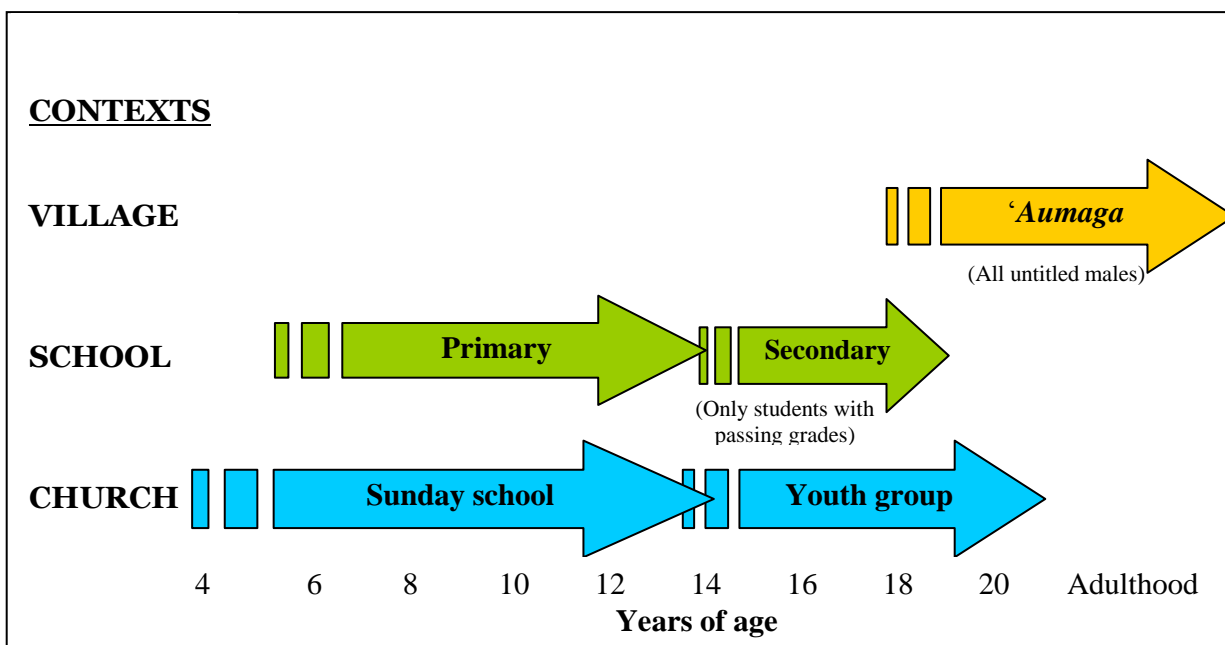 CONTEXTS
VILLAGE
‘Aumaga
(All untitled males)
SCHOOL
Primary
Secondary
(Only students with
passing grades)
CHURCH
Sunday school
Youth group
4 6 8 10 12 14 16 18 20 Adulthood
Years of age